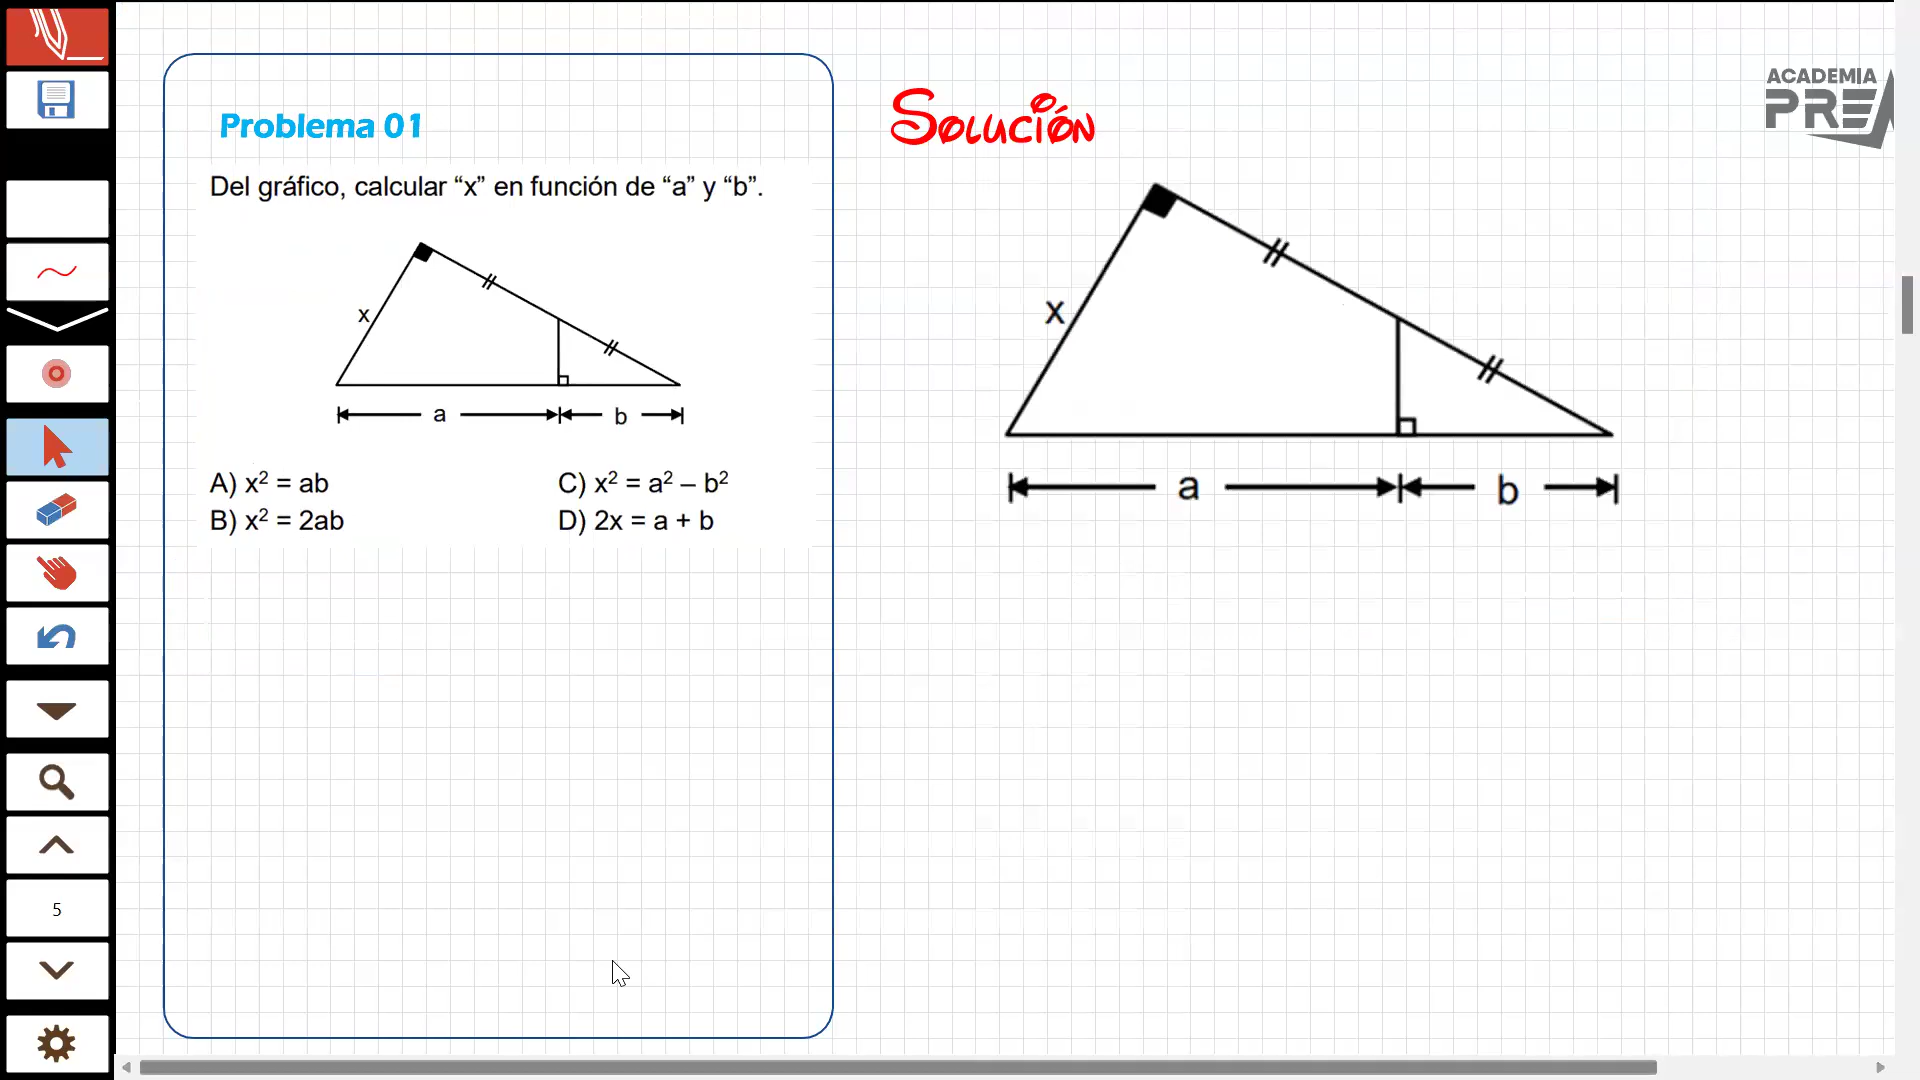 Problema 01
Del gráfico, calcular “x” en función de “a” y “b”.
x
a
b
A) x² = ab
B) x² = 2ab
C) x² = a² – b²
D) 2x = a + b
Solución
x
a
b
ACADEMIA
5